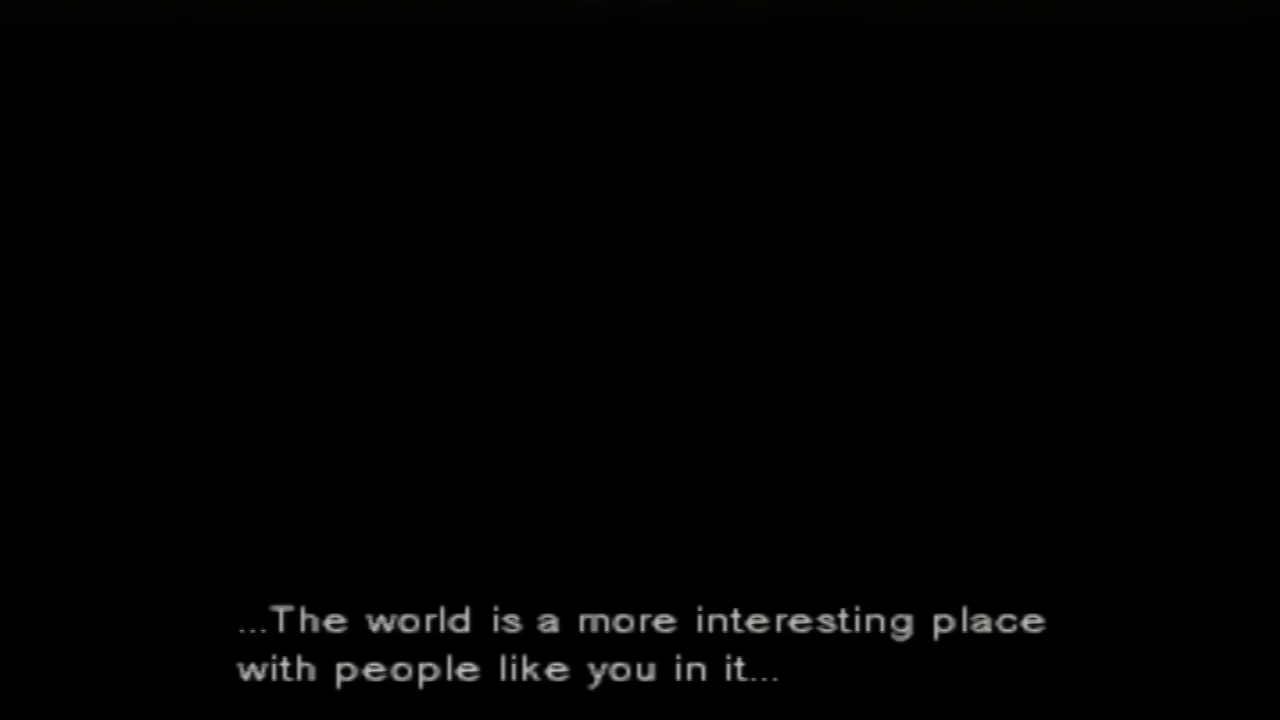 ...The world is a more interesting place
with people like you in it...